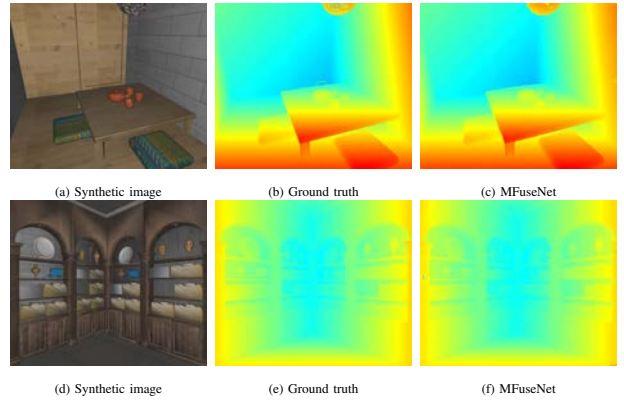 (a) Synthetic image
(b) Ground truth
(c) MFuseNet
(d) Synthetic image
(e) Ground truth
(f) MFuseNet